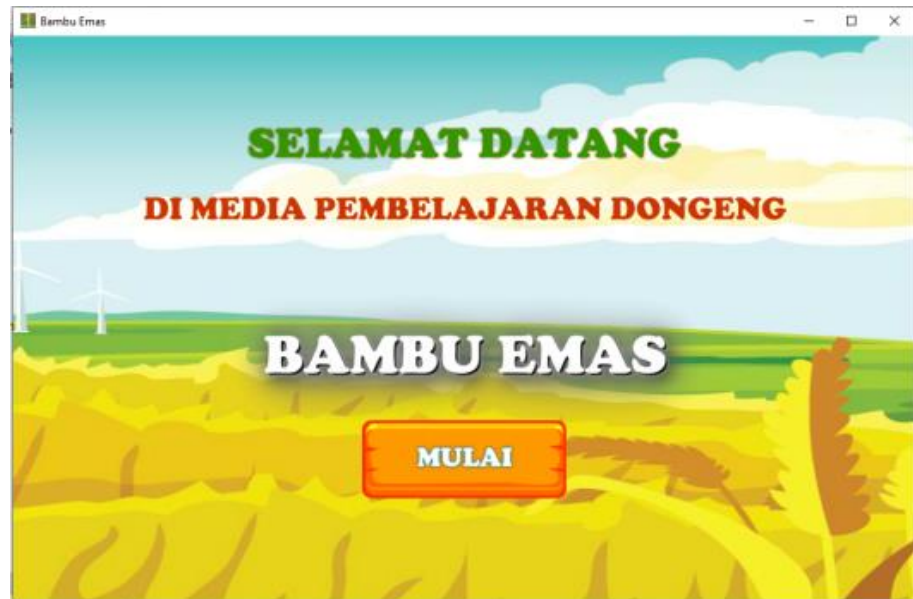 Bambu Emas
SELAMAT DATANG
DI MEDIA PEMBELAJARAN DONGENG
BAMBU EMAS
MULAI